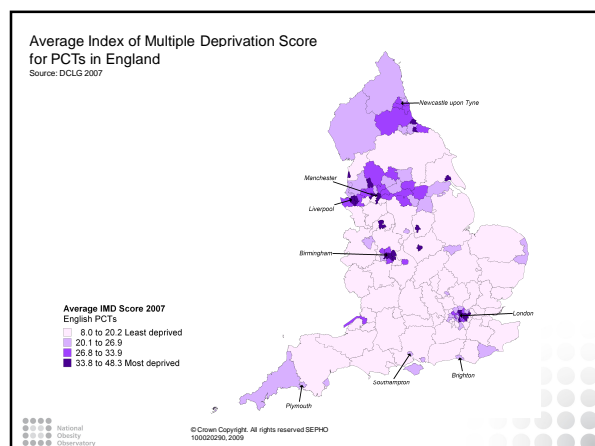 Average Index of Multiple Deprivation Score
for PCTs in England
Source: DCLG 2007
Newcastle upon Tyne
Manchester
Liverpool
Birmingham
London
Average IMD Score 2007
English PCTs
8.0 to 20.2 Least deprived
20.1 to 26.9
26.8 to 33.9
33.8 to 48.3 Most deprived
Southampton
Brighton
Plymouth
National
Obesity
Observatory
© Crown Copyright. All rights reserved SEPHO
100020290, 2009